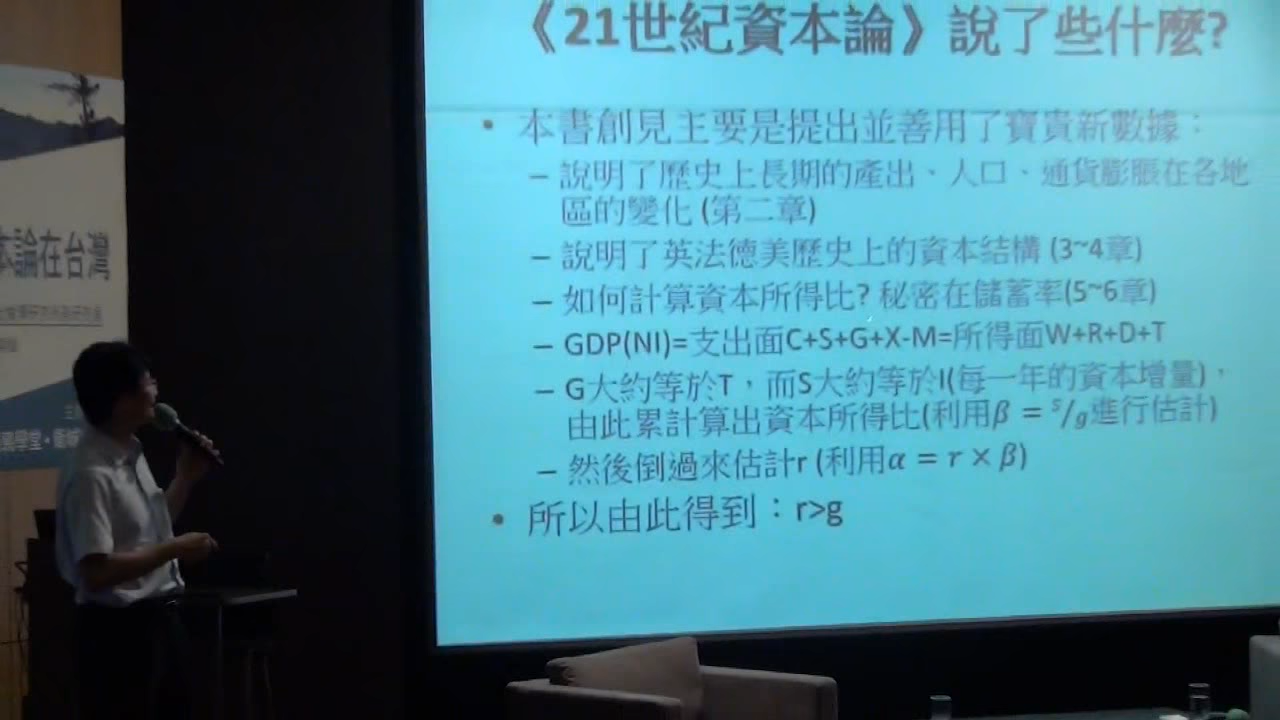 《21世紀資本論》說了些什麼?
• 本書創見主要是提出並善用了寶貴新數據：
– 說明了歷史上長期的產出、人口、通貨膨脹在各地
區的變化 (第二章)
– 說明了英法德美歷史上的資本結構 (3~4章)
– 如何計算資本所得比? 秘密在儲蓄率(5~6章)
– GDP(NI)=支出面C+S+G+X-M=所得面W+R+D+T
– G大約等於T，而S大約等於I(每一年的資本增量)，
由此累計算出資本所得比(利用β = s/g進行估計)
– 然後倒過來估計r (利用α = r × β)
• 所以由此得到：r>g
本論在台灣